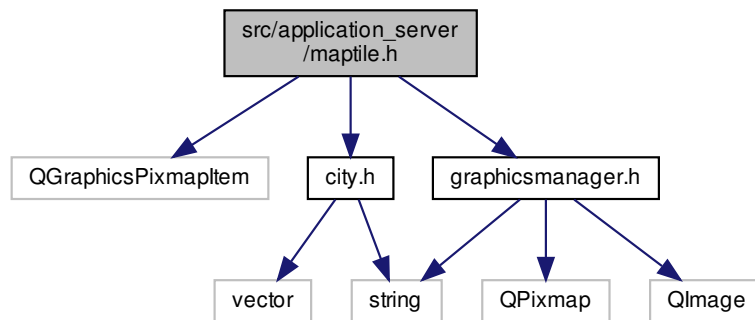 src/application_server
/maptile.h
QGraphicsPixmapItem
city.h
graphicsmanager.h
vector
string
QPixmap
QImage